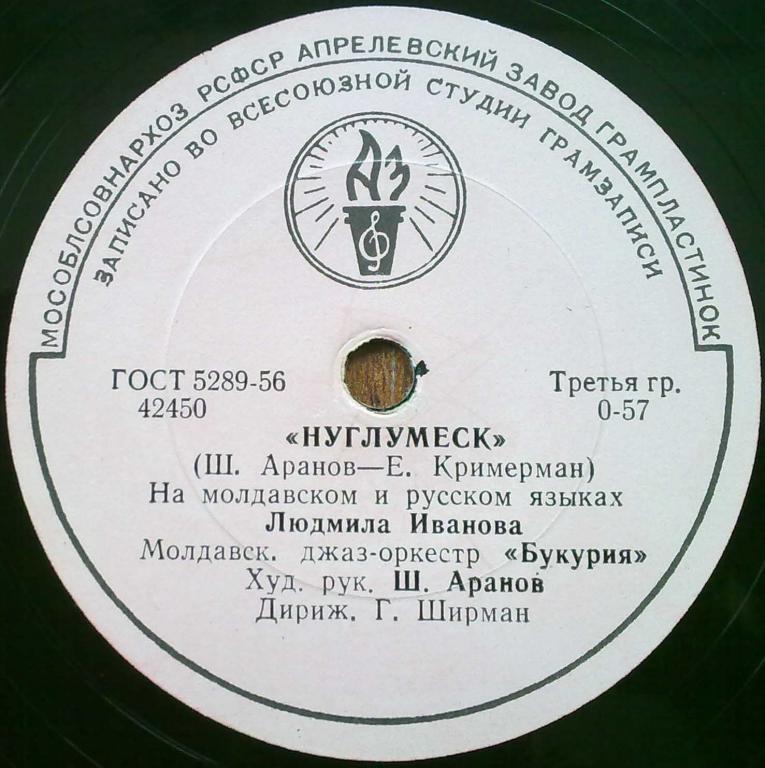 МОСОБЛСОВНАРХОЗ РСФСР АПРЕЛЕВСКИЙ ЗАВОД ГРАМПЛАСТИНОК
ЗАПИСАНО ВО ВСЕСОЮЗНОЙ СТУДИИ ГРАМЗАПИСИ
АЗ
ГОСТ 5289-56
42450
Третья гр.
0-57
«НУГЛУМЕСК»
(Ш. Аранов—Е. Кримерман)
На молдавском и русском языках
Людмила Иванова
Молдавск. джаз-оркестр «Букурия»
Худ. рук. Ш. Аранов
Дириж. Г. Ширман